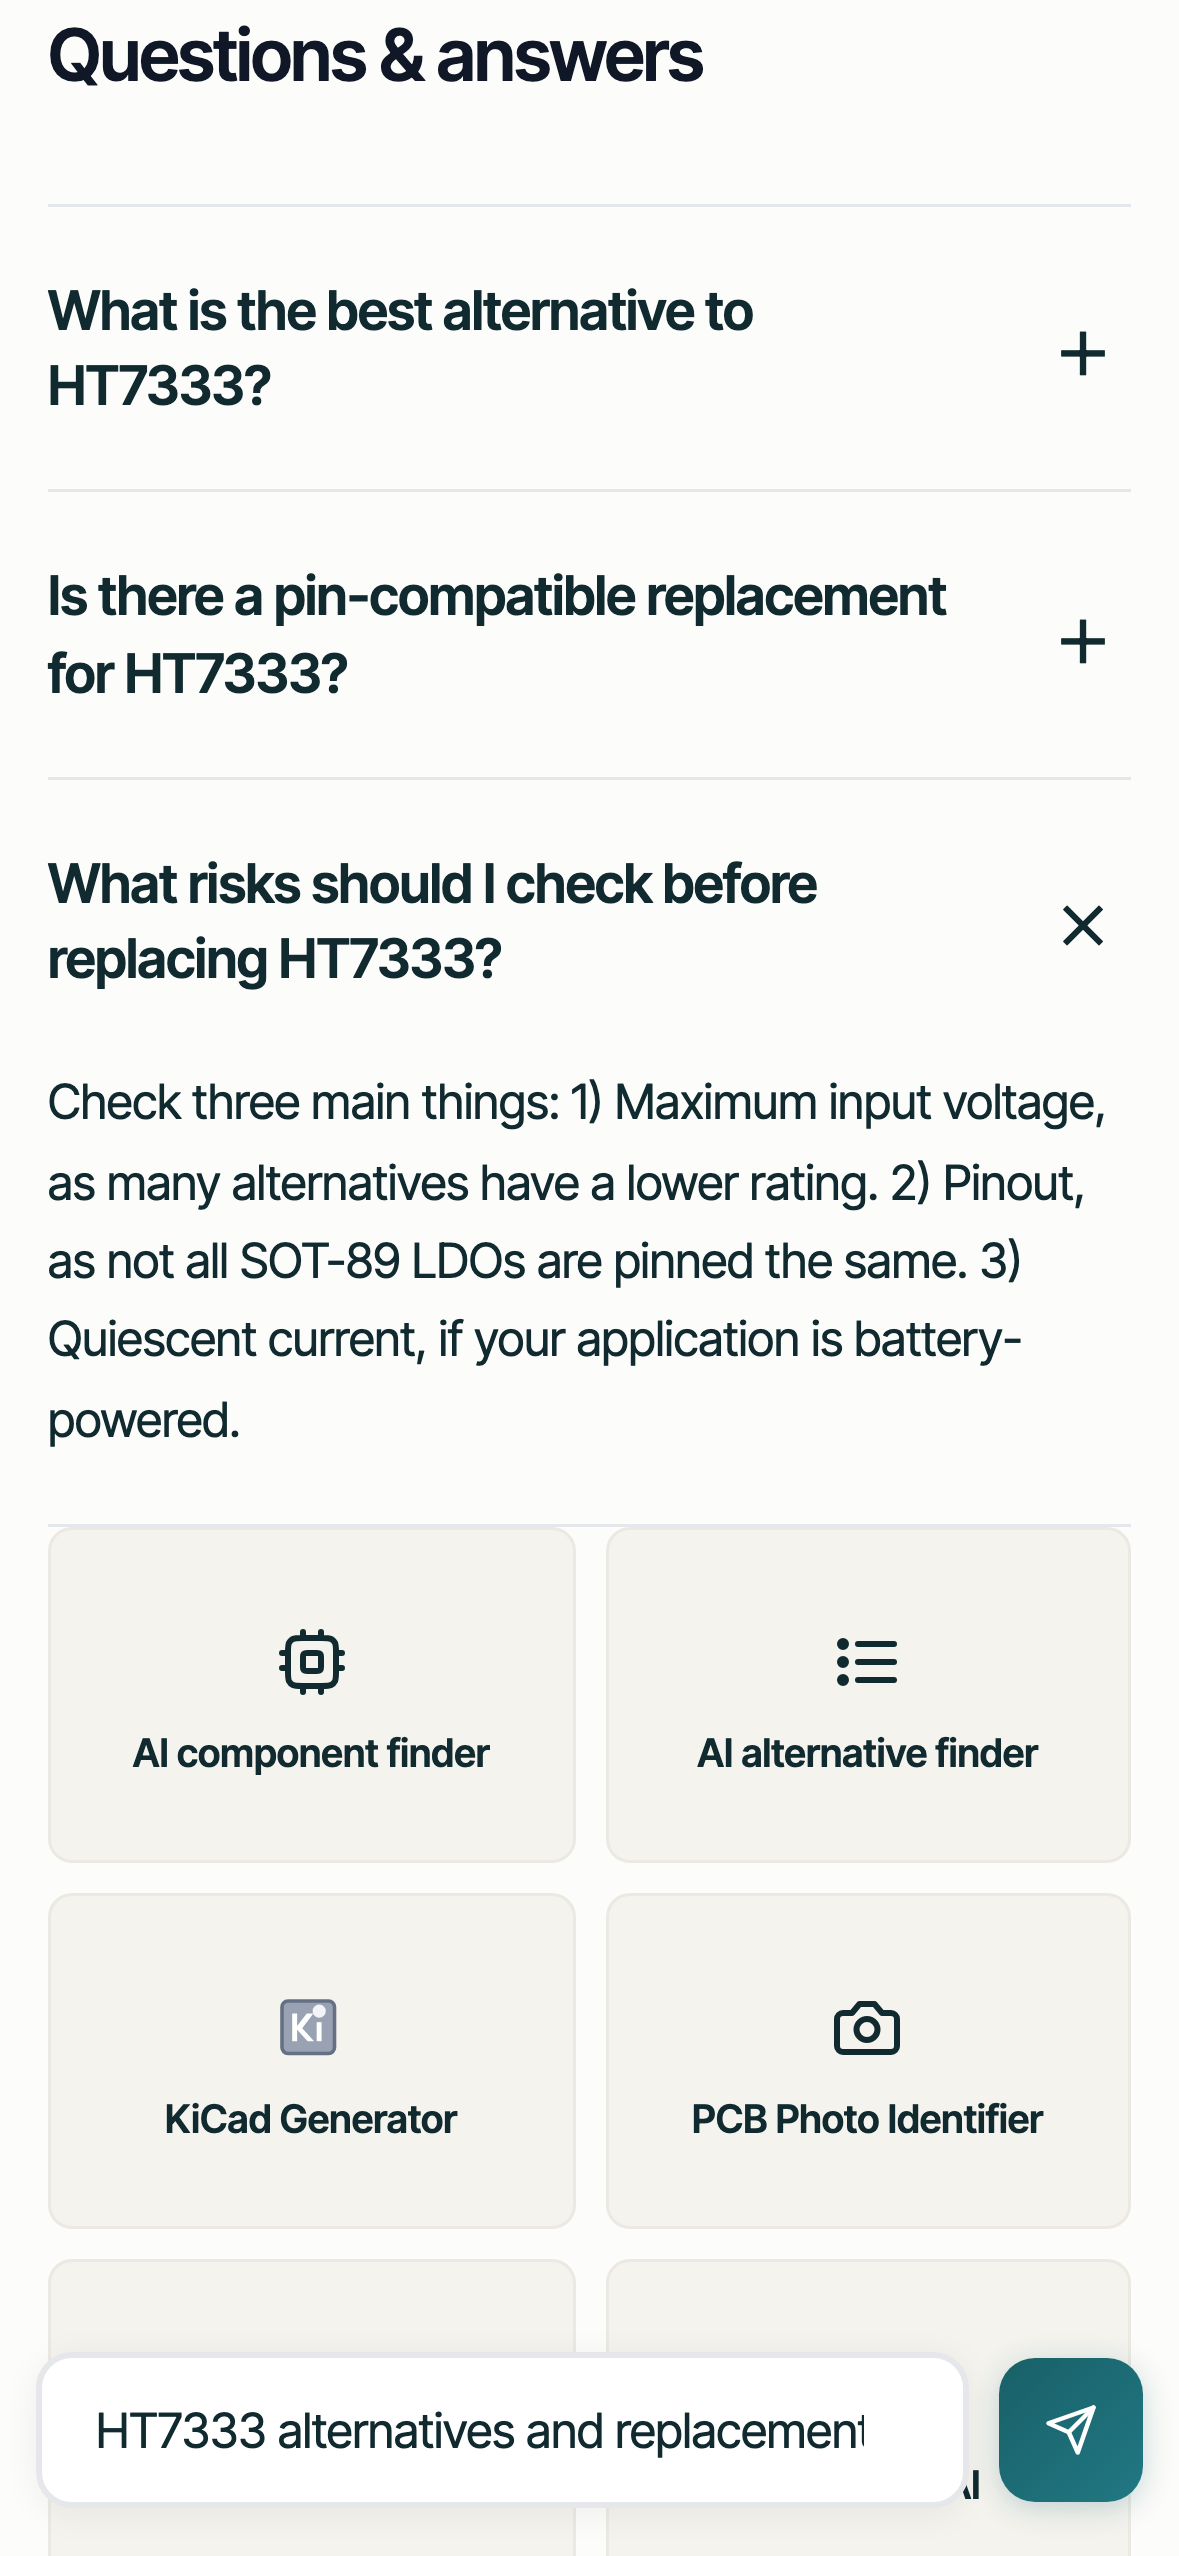 Questions & answers
What is the best alternative to
HT7333?
Is there a pin-compatible replacement
for HT7333?
What risks should I check before
replacing HT7333?
Check three main things: 1) Maximum input voltage,
as many alternatives have a lower rating. 2) Pinout,
as not all SOT-89 LDOs are pinned the same. 3)
Quiescent current, if your application is battery-
powered.
AI component finder
AI alternative finder
Ki
KiCad Generator
PCB Photo Identifier
HT7333 alternatives and replacement